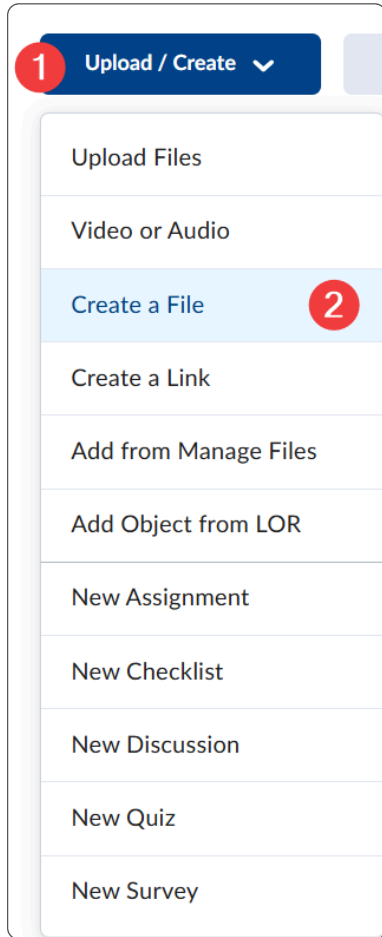 1 Upload / Create
Upload Files
Video or Audio
Create a File 2
Create a Link
Add from Manage Files
Add Object from LOR
New Assignment
New Checklist
New Discussion
New Quiz
New Survey